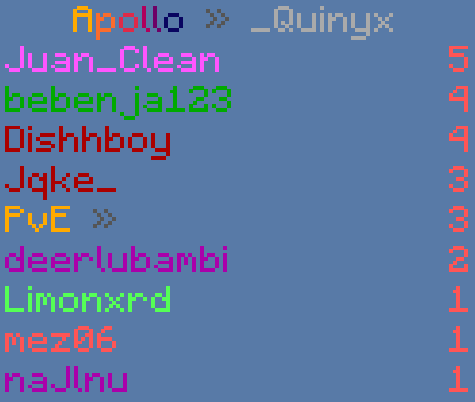 Apollo » _Quinyx
Juan_Clean 5
beben_ja123 4
Dishhboy 4
Jqke_ 3
PvE » 3
deerlubambi 2
Limonxrd 1
mez06 1
naJlnu 1